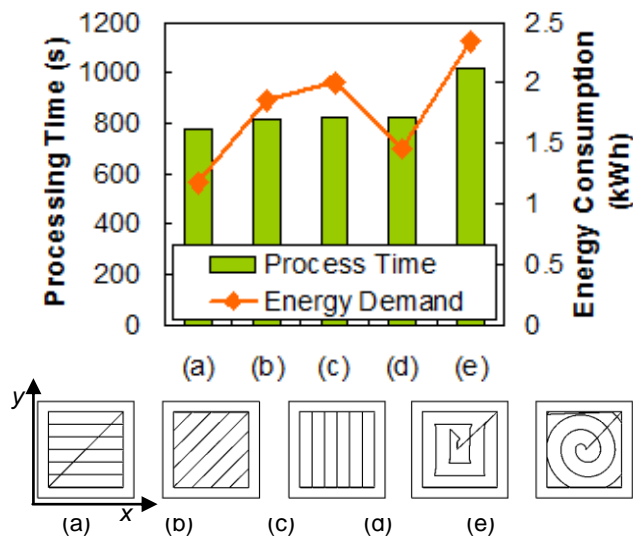 1200
1000
800
600
400
200
0
Processing Time (s)
2.5
2
1.5
1
0.5
0
Energy Consumption
(kWh)
Process Time
Energy Demand
(a) (b) (c) (d) (e)
y
x
(a) (b) (c) (d) (e)